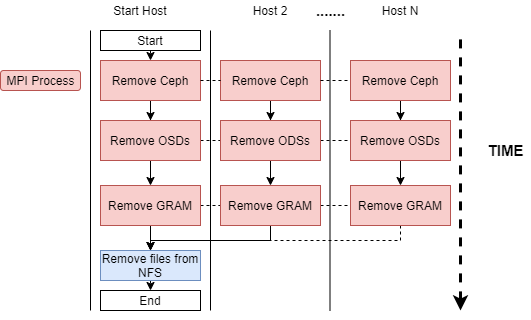 Start Host
Host 2
.......
Host N
Start
MPI Process
Remove Ceph
Remove Ceph
Remove Ceph
Remove OSDs
Remove ODSs
Remove OSDs
TIME
Remove GRAM
Remove GRAM
Remove GRAM
Remove files from
NFS
End